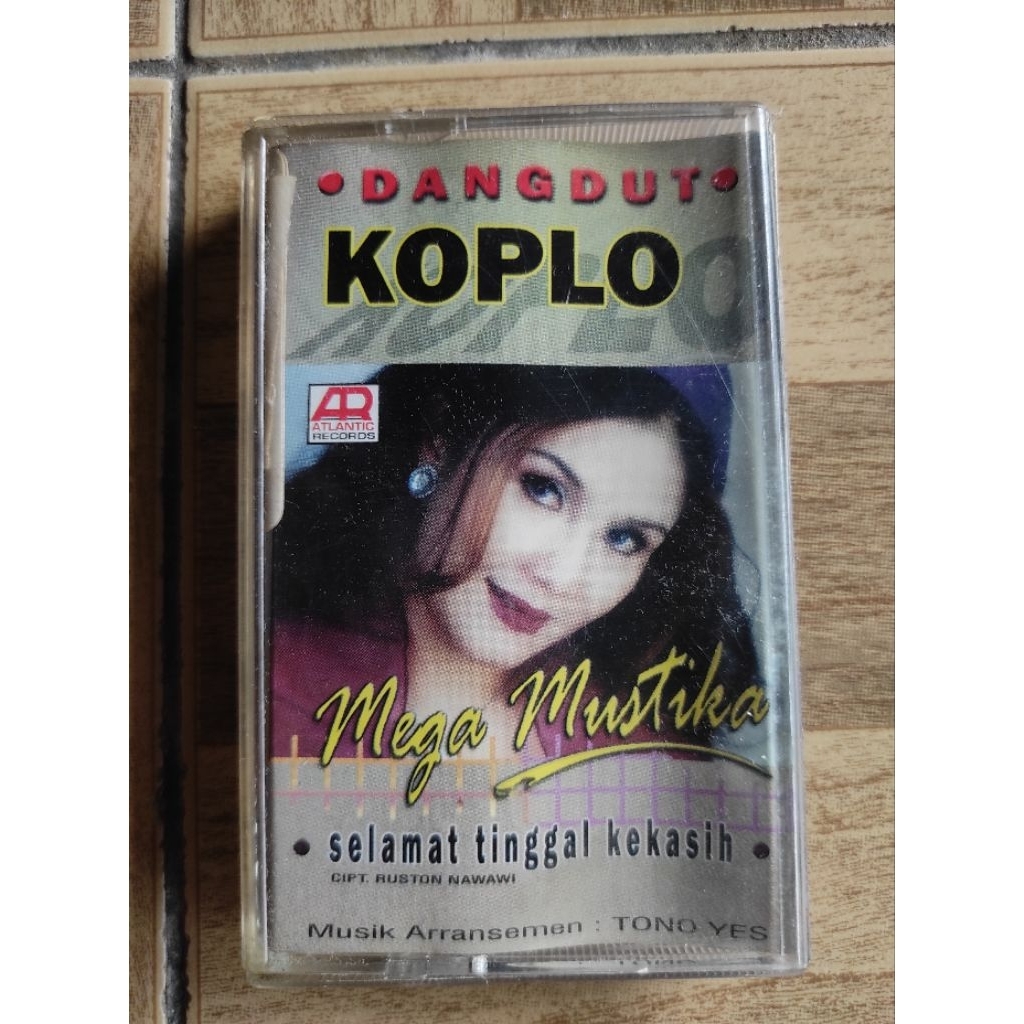 • DANGDUT •
KOPLO
AR
ATLANTIC
RECORDS
Mega Mustika
• selamat tinggal kekasih •
CIPT. RUSTON NAWAWI
Musik Arransemen : TONO YES